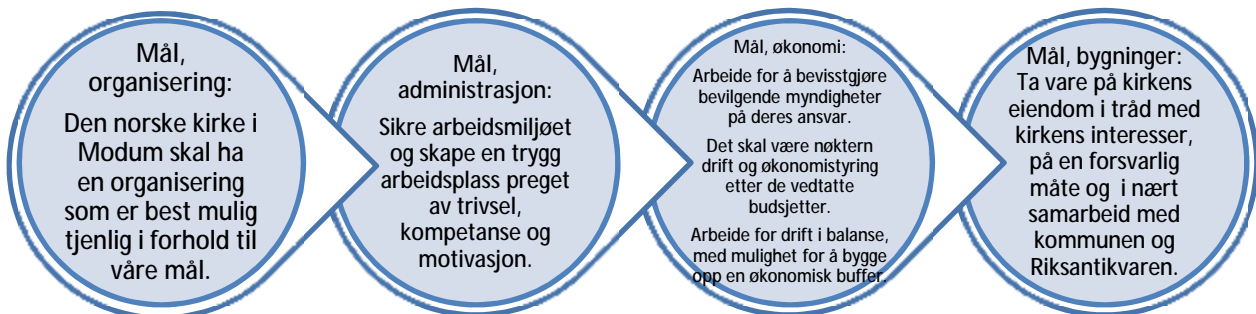 Mål,
organisering:
Den norske kirke i
Modum skal ha
en organisering
som er best mulig
tjenlig i forhold til
våre mål.
Mål,
administrasjon:
Sikre arbeidsmiljøet
og skape en trygg
arbeidsplass preget
av trivsel,
kompetanse og
motivasjon.
Mål, økonomi:
Arbeide for å bevisstgjøre
bevilgende myndigheter
på deres ansvar.
Det skal være nøktern
drift og økonomistyring
etter de vedtatte
budsjetter.
Arbeide for drift i balanse,
med mulighet for å bygge
opp en økonomisk buffer.
Mål, bygninger:
Ta vare på kirkens
eiendom i tråd med
kirkens interesser,
på en forsvarlig
måte og i nært
samarbeid med
kommunen og
Riksantikvaren.